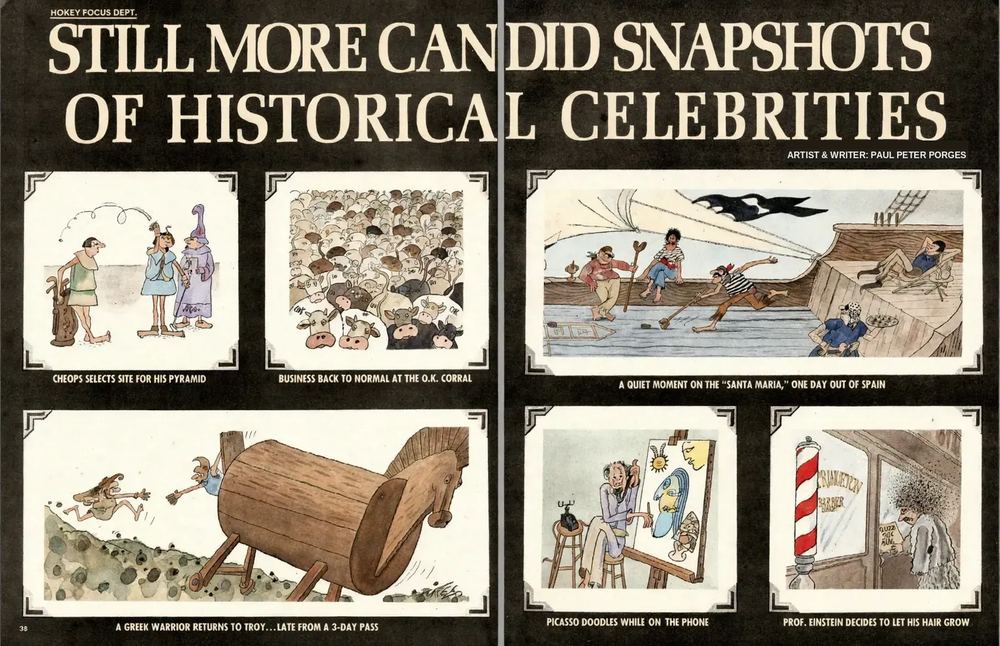 HOKEY FOCUS DEPT.
STILL MORE CANDID SNAPSHOTS
OF HISTORICAL CELEBRITIES
ARTIST & WRITER: PAUL PETER PORGES
CHEOPS SELECTS SITE FOR HIS PYRAMID
BUSINESS BACK TO NORMAL AT THE O.K. CORRAL
A QUIET MOMENT ON THE "SANTA MARIA," ONE DAY OUT OF SPAIN
PRINCETON
BARBER
A GREEK WARRIOR RETURNS TO TROY...LATE FROM A 3-DAY PASS
PICASSO DOODLES WHILE ON THE PHONE
PROF. EINSTEIN DECIDES TO LET HIS HAIR GROW
38